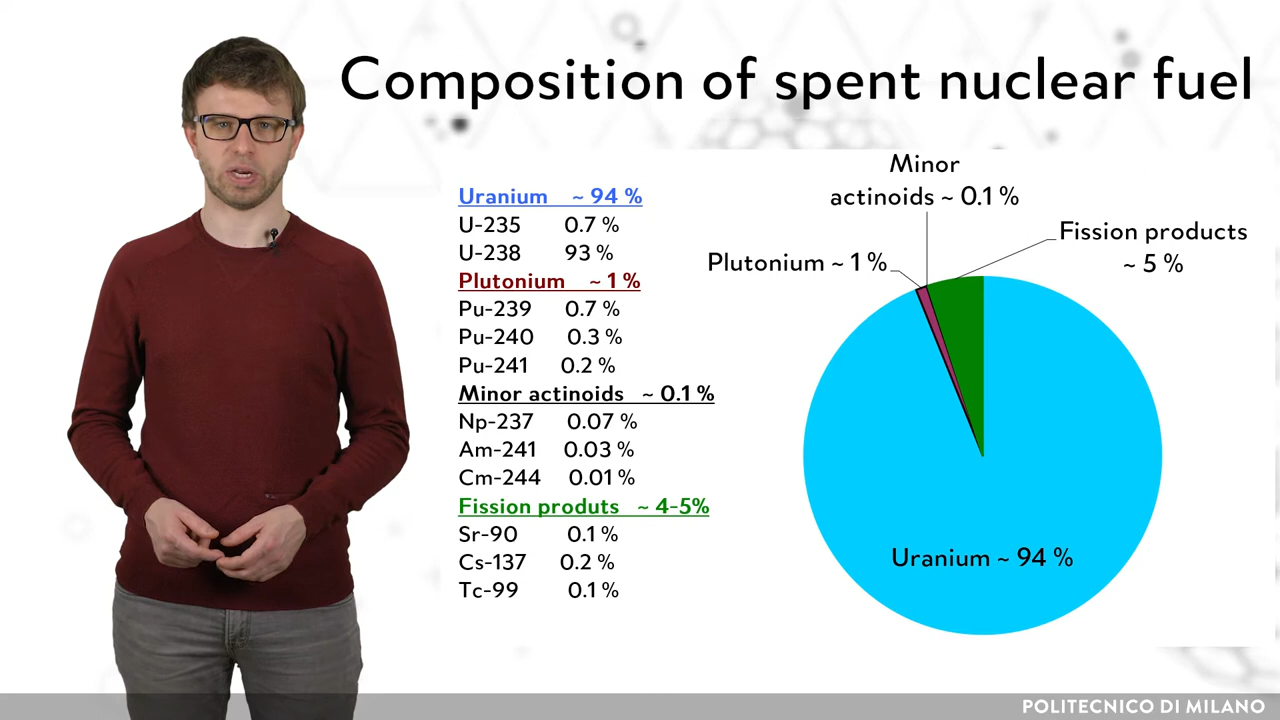 Composition of spent nuclear fuel
Uranium ~ 94 %
U-235 0.7 %
U-238 93 %
Plutonium ~ 1 %
Pu-239 0.7 %
Pu-240 0.3 %
Pu-241 0.2 %
Minor actinoids ~ 0.1 %
Np-237 0.07 %
Am-241 0.03 %
Cm-244 0.01 %
Fission produts ~ 4-5%
Sr-90 0.1 %
Cs-137 0.2 %
Tc-99 0.1 %
Minor
actinoids ~ 0.1 %
Fission products
~ 5 %
Plutonium ~ 1 %
Uranium ~ 94 %
POLITECNICO DI MILANO